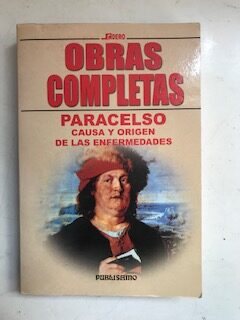 OBRAS
COMPLETAS
PARACELSO
CAUSA Y ORIGEN
DE LAS ENFERMEDADES